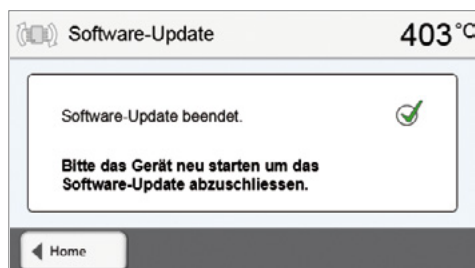 Software-Update 403 °C
Software-Update beendet.
Bitte das Gerät neu starten um das
Software-Update abzuschliessen.
Home